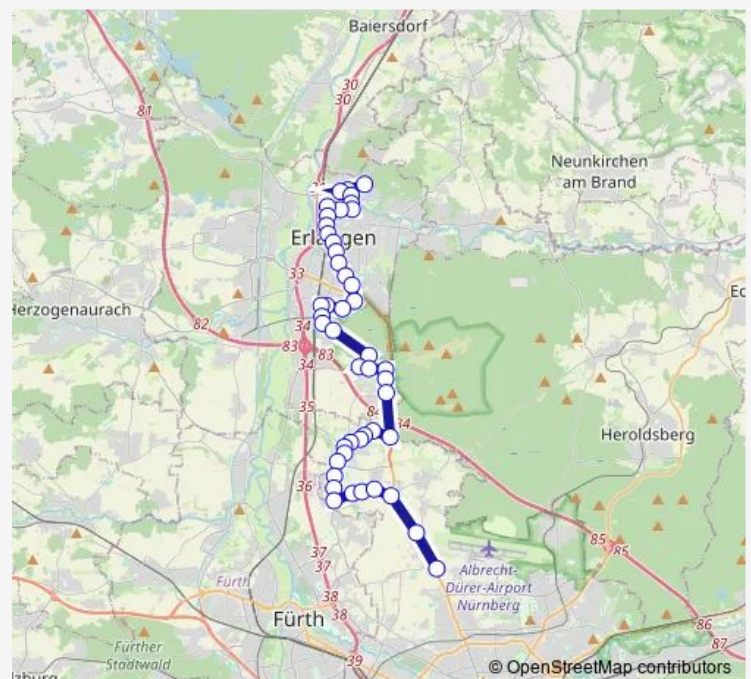 Baiersdorf
30
30
81
Neunkirchen
am Brand
Erlangen
33
Herzogenaurach
82
34
83
83
34
35
84
Heroldsberg
36
37
37
38
38
39
Fürth
Fürth
Albrecht-
Dürer-Airport
Nürnberg
85
85
86
87
Fürther
Stadtwald
© OpenStreetMap contributors